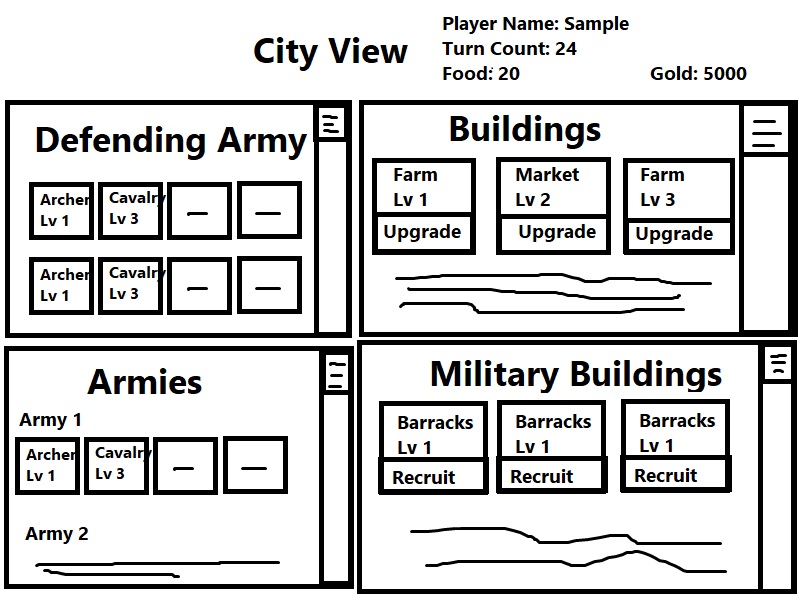 City View
Player Name: Sample
Turn Count: 24
Food: 20 Gold: 5000
Defending Army
Archer Cavalry
Lv 1 Lv 3
Archer Cavalry
Lv 1 Lv 3
Buildings
Farm Market Farm
Lv 1 Lv 2 Lv 3
Upgrade Upgrade Upgrade
Armies
Army 1
Archer Cavalry
Lv 1 Lv 3
Army 2
Military Buildings
Barracks Barracks Barracks
Lv 1 Lv 1 Lv 1
Recruit Recruit Recruit